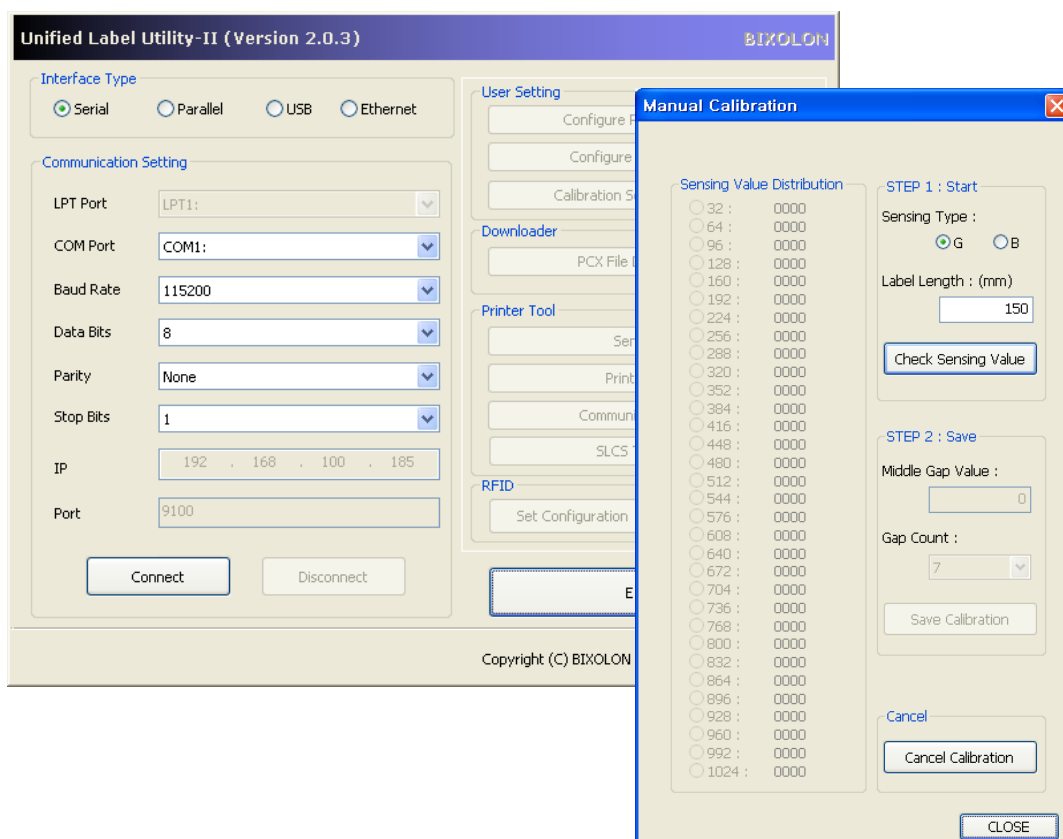 Unified Label Utility-II (Version 2.0.3)
BIXOLON
Interface Type
Serial
Parallel
USB
Ethernet
Communication Setting
LPT Port
LPT1:
COM Port
COM1:
Baud Rate
115200
Data Bits
8
Parity
None
Stop Bits
1
IP
192 . 168 . 100 . 185
Port
9100
Connect
Disconnect
User Setting
Configure
Configure
Calibration
Downloader
PCX File
Printer Tool
RFID
Set Configuration
Copyright (C) BIXOLON
Manual Calibration
Sensing Value Distribution
32 : 0000
64 : 0000
96 : 0000
128 : 0000
160 : 0000
192 : 0000
224 : 0000
256 : 0000
288 : 0000
320 : 0000
352 : 0000
384 : 0000
416 : 0000
448 : 0000
480 : 0000
512 : 0000
544 : 0000
576 : 0000
608 : 0000
640 : 0000
672 : 0000
704 : 0000
736 : 0000
768 : 0000
800 : 0000
832 : 0000
864 : 0000
896 : 0000
928 : 0000
960 : 0000
992 : 0000
1024 : 0000
STEP 1 : Start
Sensing Type :
G
B
Label Length : (mm)
150
Check Sensing Value
STEP 2 : Save
Middle Gap Value :
0
Gap Count :
7
Save Calibration
Cancel
Cancel Calibration
CLOSE